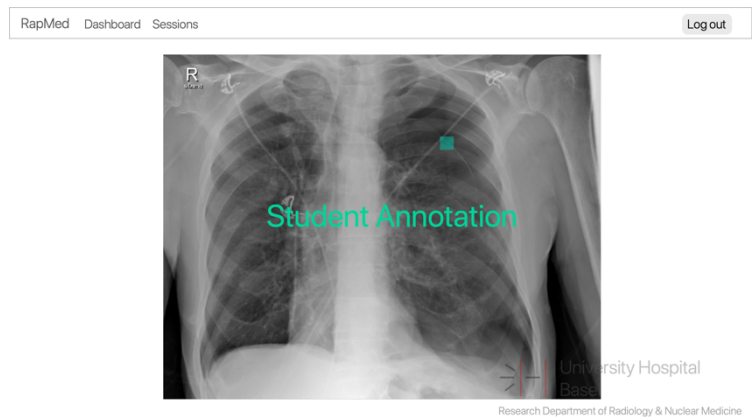 RapMed Dashboard Sessions Log out
R
Student Annotation
University Hospital
Basel
Research Department of Radiology & Nuclear Medicine